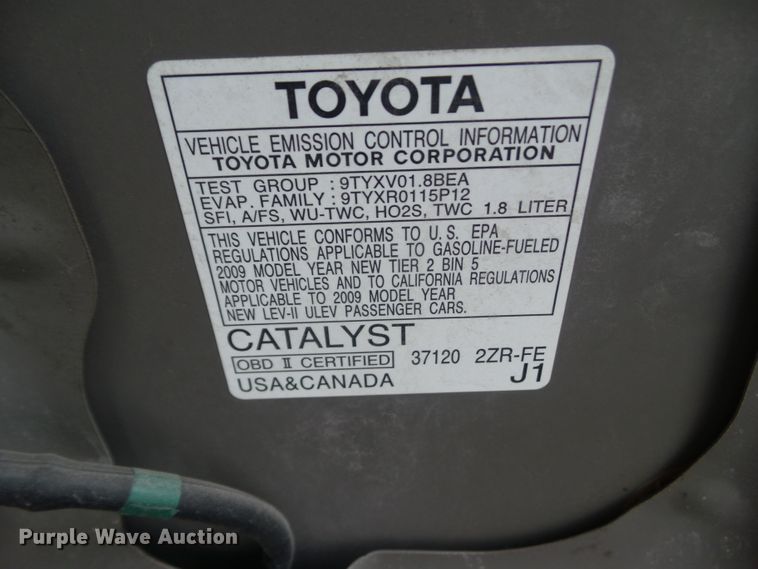 TOYOTA
VEHICLE EMISSION CONTROL INFORMATION
TOYOTA MOTOR CORPORATION
TEST GROUP : 9TYXV01.8BEA
EVAP. FAMILY : 9TYXR0115P12
SFI, A/FS, WU-TWC, HO2S, TWC 1.8 LITER
THIS VEHICLE CONFORMS TO U.S. EPA
REGULATIONS APPLICABLE TO GASOLINE-FUELED
2009 MODEL YEAR NEW TIER 2 BIN 5
MOTOR VEHICLES AND TO CALIFORNIA REGULATIONS
APPLICABLE TO 2009 MODEL YEAR
NEW LEV-II ULEV PASSENGER CARS.
CATALYST
OBD II CERTIFIED 37120 2ZR-FE
USA&CANADA J1
Purple Wave Auction